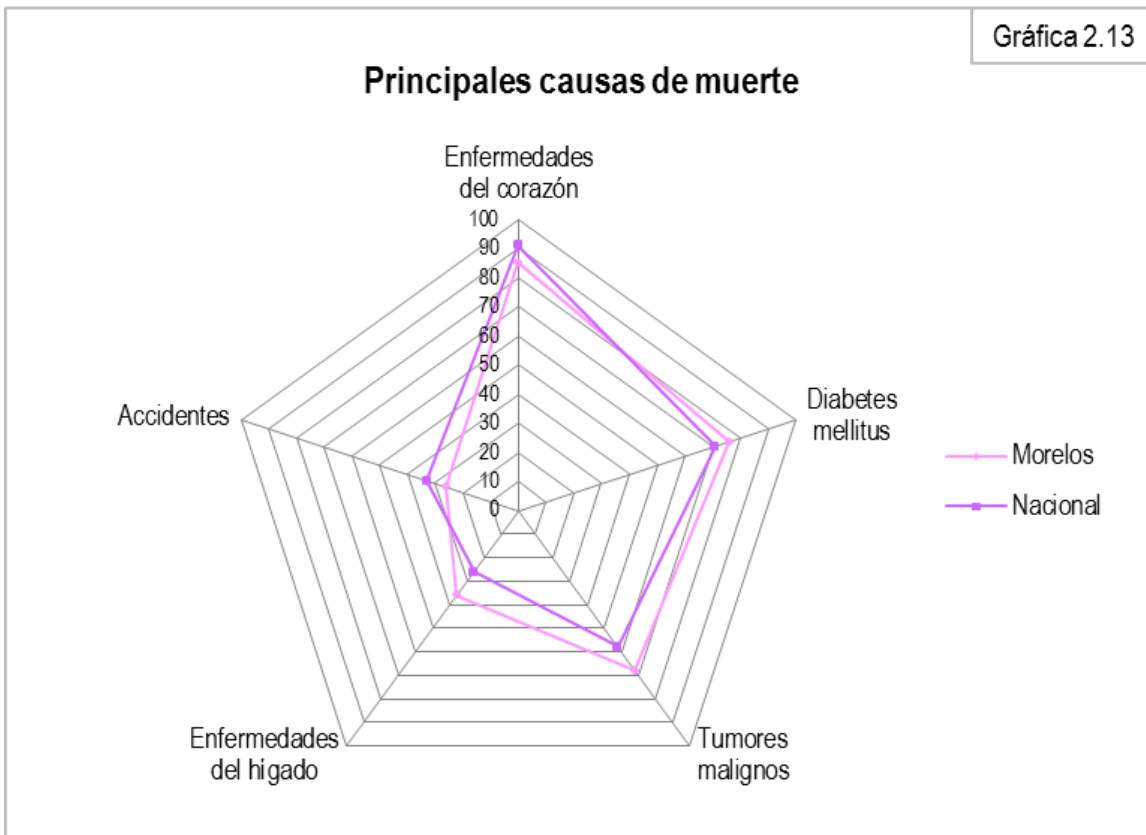 Gráfica 2.13
Principales causas de muerte
Enfermedades
del corazón
100
90
80
70
60
50
40
30
20
10
0
Diabetes
mellitus
Accidentes
Morelos
Nacional
Enfermedades
del higado
Tumores
malignos